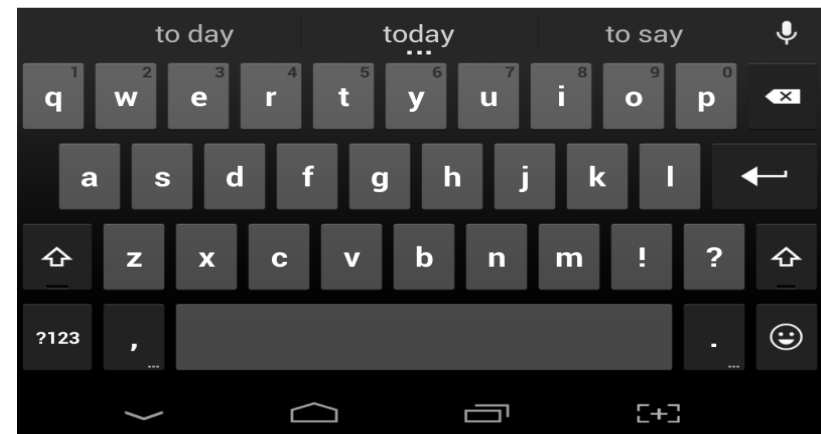 to day today to say
1 2 3 4 5 6 7 8 9 0
q w e r t y u i o p
a s d f g h j k l
z x c v b n m ! ?
?123 , .